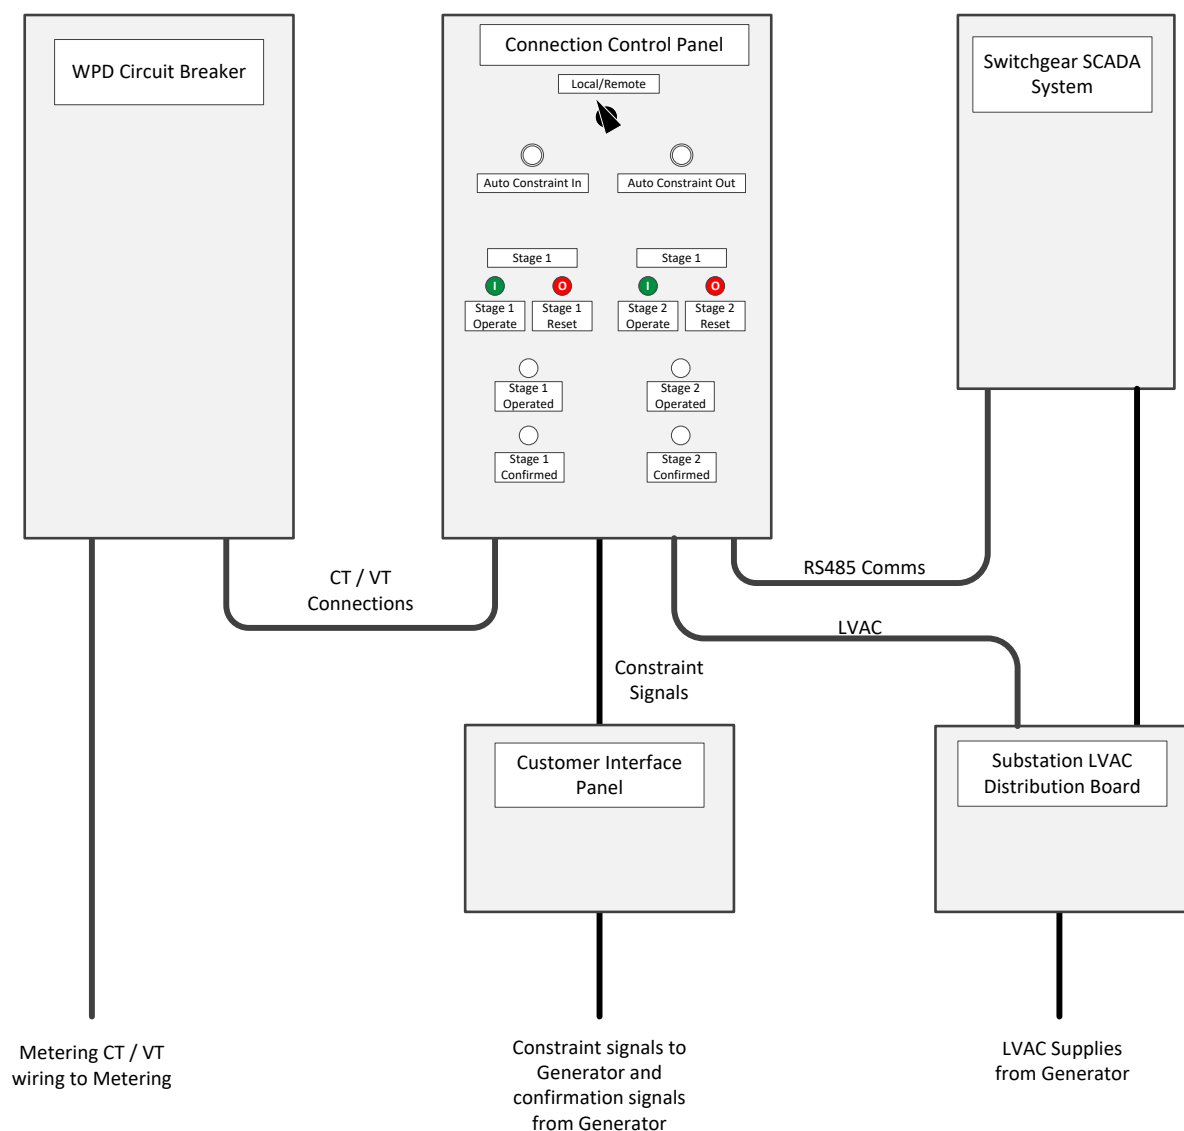 WPD Circuit Breaker
Connection Control Panel
Local/Remote
Auto Constraint In
Auto Constraint Out
Stage 1
Stage 1
I
O
I
O
Stage 1
Operate
Stage 1
Reset
Stage 2
Operate
Stage 2
Reset
Stage 1
Operated
Stage 2
Operated
Stage 1
Confirmed
Stage 2
Confirmed
Switchgear SCADA
System
CT / VT
Connections
RS485 Comms
LVAC
Constraint
Signals
Customer Interface
Panel
Substation LVAC
Distribution Board
Metering CT / VT
wiring to Metering
Constraint signals to
Generator and
confirmation signals
from Generator
LVAC Supplies
from Generator